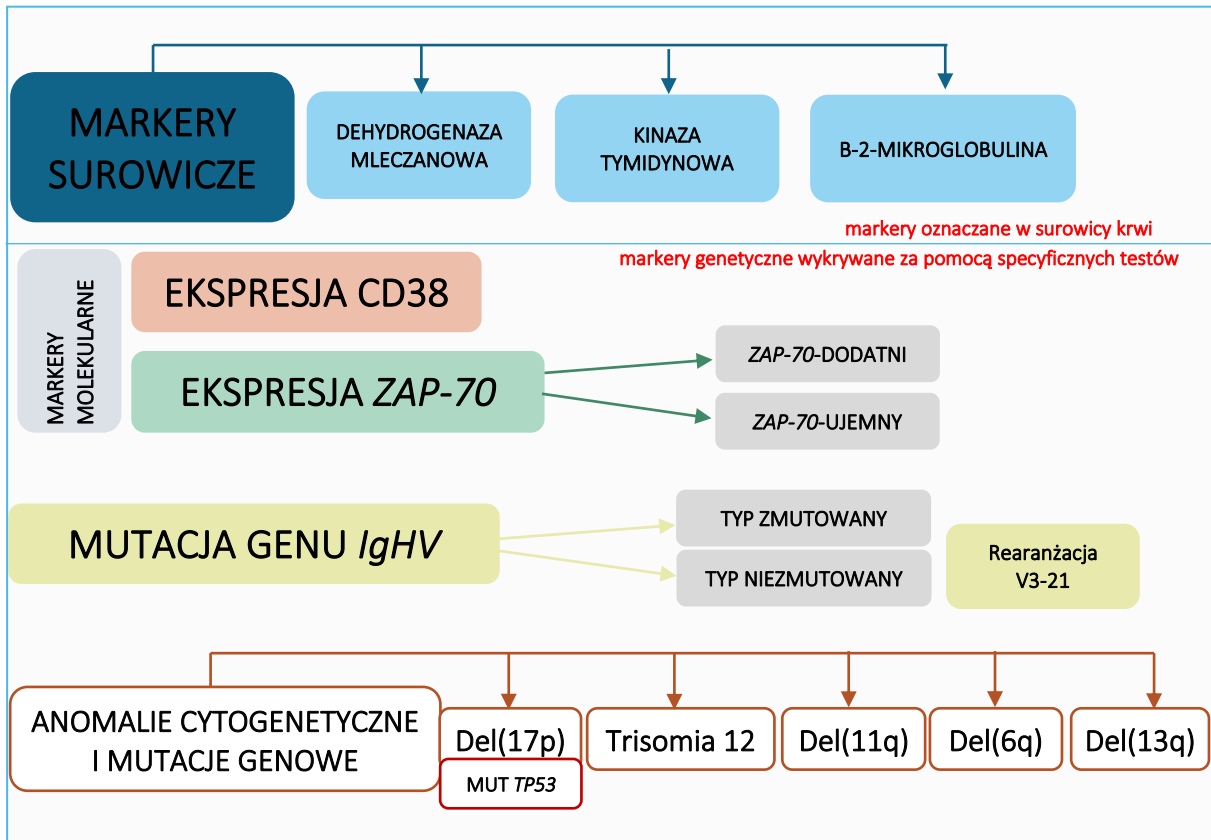 MARKERY
SUROWICZE
DEHYDROGENAZA
MLECZANOWA
KINAZA
TYMIDYNOWA
B-2-MIKROGLOBULINA
markery oznaczane w surowicy krwi
markery genetyczne wykrywane za pomocą specyficznych testów
MARKERY
MOLEKULARNE
EKSPRESJA CD38
EKSPRESJA ZAP-70
ZAP-70-DODATNI
ZAP-70-UJEMNY
MUTACJA GENU IgHV
TYP ZMUTOWANY
TYP NIEZMUTOWANY
Rearanżacja
V3-21
ANOMALIE CYTOGENETYCZNE
I MUTACJE GENOWE
Del(17p)
MUT TP53
Trisomia 12
Del(11q)
Del(6q)
Del(13q)